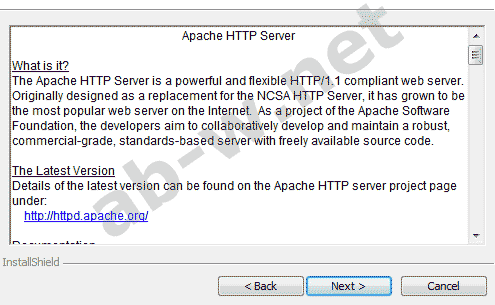 Apache HTTP Server
What is it?
The Apache HTTP Server is a powerful and flexible HTTP/1.1 compliant web server.
Originally designed as a replacement for the NCSA HTTP Server, it has grown to be
the most popular web server on the Internet. As a project of the Apache Software
Foundation, the developers aim to collaboratively develop and maintain a robust,
commercial-grade, standards-based server with freely available source code.
The Latest Version
Details of the latest version can be found on the Apache HTTP server project page
under:
http://httpd.apache.org/
Documentation
InstallShield
< Back
Next >
Cancel
ab-w.net